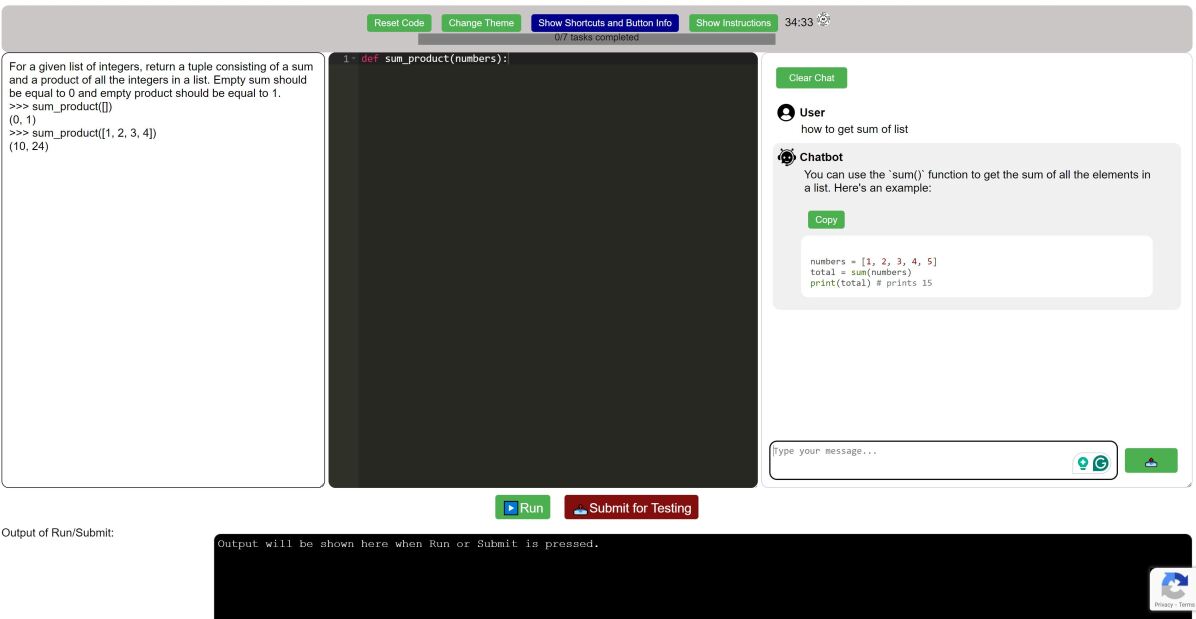 Reset Code Change Theme Show Shortcuts and Button Info Show Instructions 34:33
0/7 tasks completed
For a given list of integers, return a tuple consisting of a sum
and a product of all the integers in a list. Empty sum should
be equal to 0 and empty product should be equal to 1.
>>> sum_product([])
(0, 1)
>>> sum_product([1, 2, 3, 4])
(10, 24)
1 def sum_product(numbers):
Clear Chat
User
how to get sum of list
Chatbot
You can use the `sum()` function to get the sum of all the elements in
a list. Here's an example:
Copy
numbers = [1, 2, 3, 4, 5]
total = sum(numbers)
print(total) # prints 15
Type your message...
Run Submit for Testing
Output of Run/Submit:
Output will be shown here when Run or Submit is pressed.
Privacy - Terms